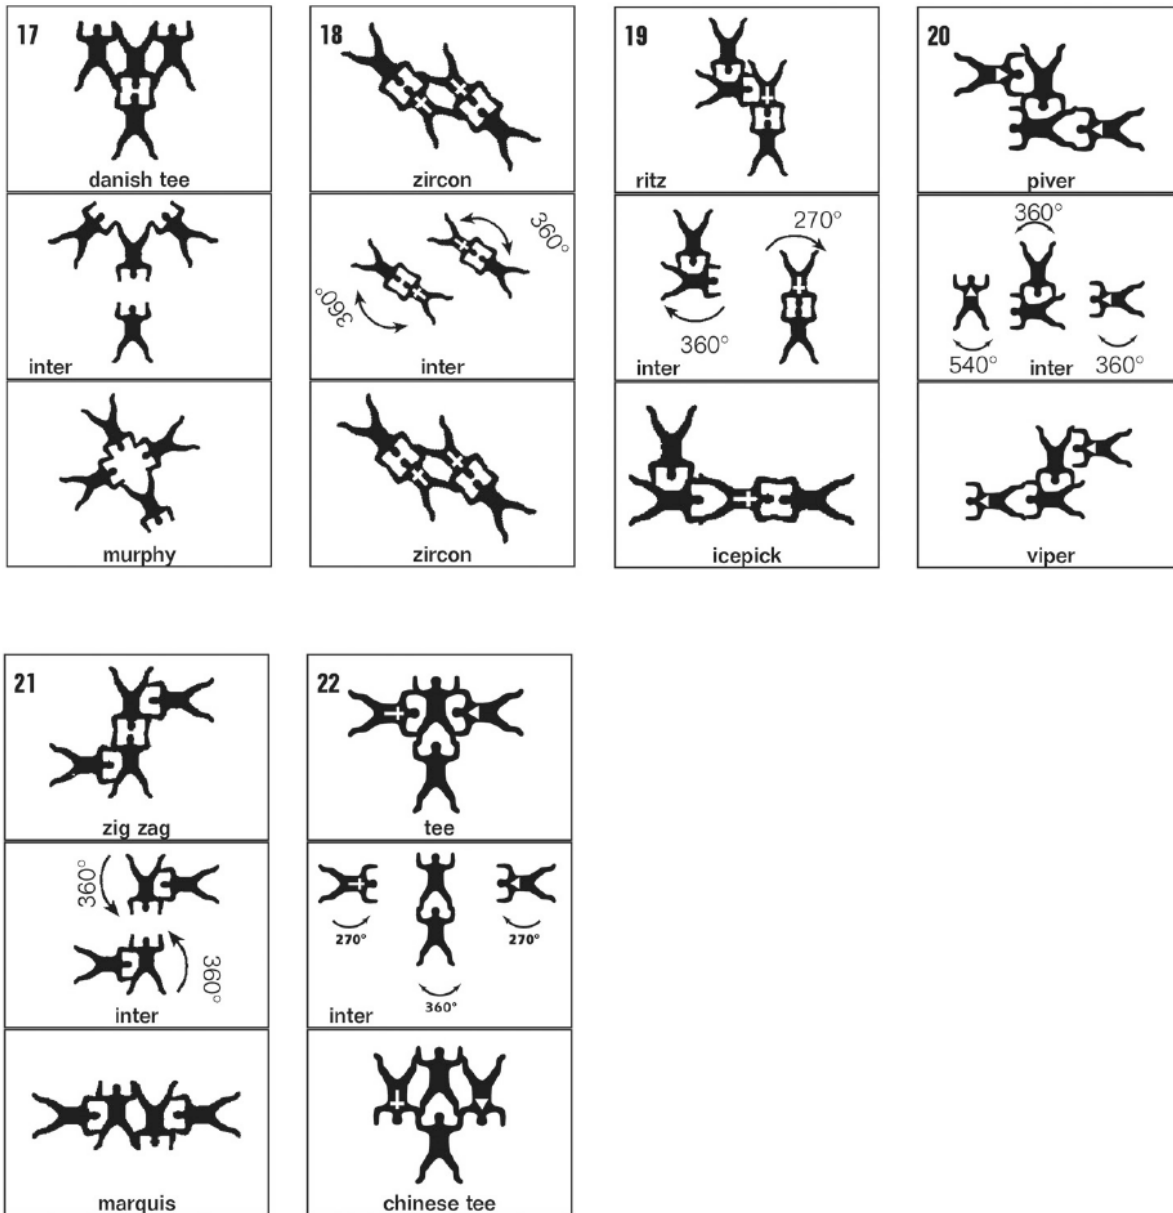 17
danish tee
inter
murphy
18
zircon
360°
360°
inter
zircon
19
ritz
270°
360°
inter
icepick
20
piver
360°
540°
inter
360°
viper
21
zig zag
360°
360°
inter
marquis
22
tee
270°
270°
360°
inter
chinese tee